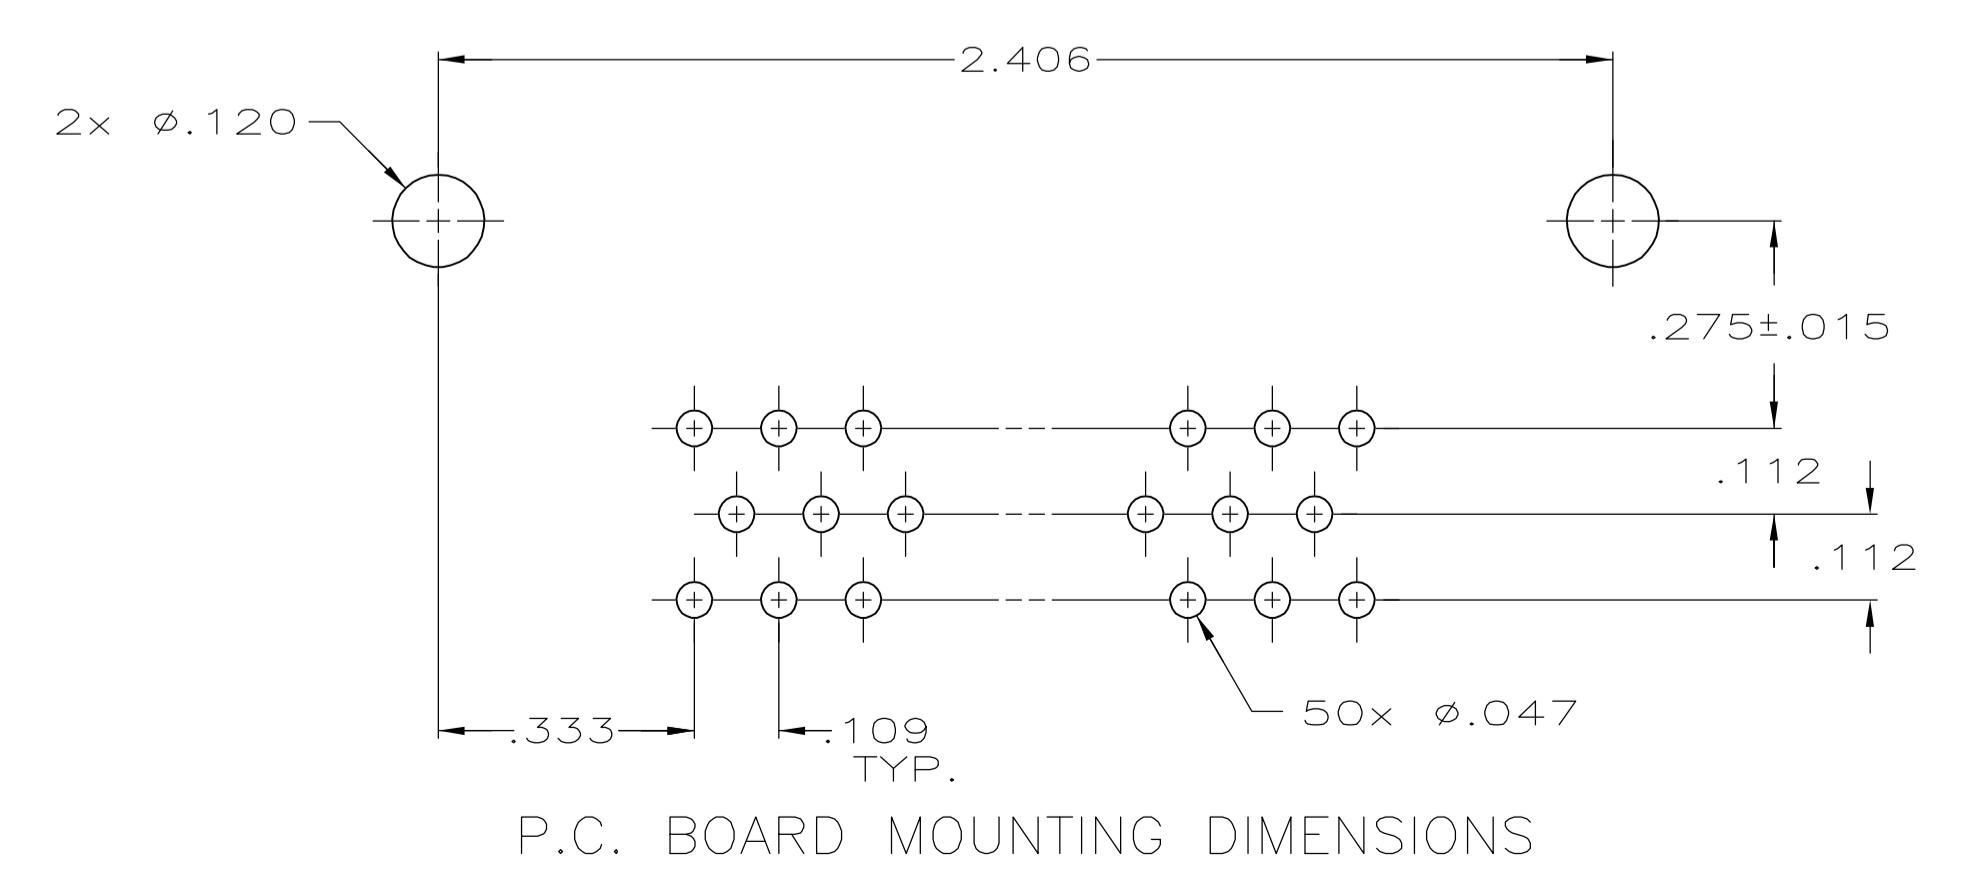 2.406
2x ø.120
.275±.015
.112
.112
50x ø.047
.333
.109
TYP.
P.C. BOARD MOUNTING DIMENSIONS